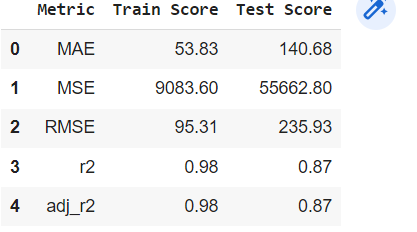 Metric Train Score Test Score
0 MAE 53.83 140.68
1 MSE 9083.60 55662.80
2 RMSE 95.31 235.93
3 r2 0.98 0.87
4 adj_r2 0.98 0.87